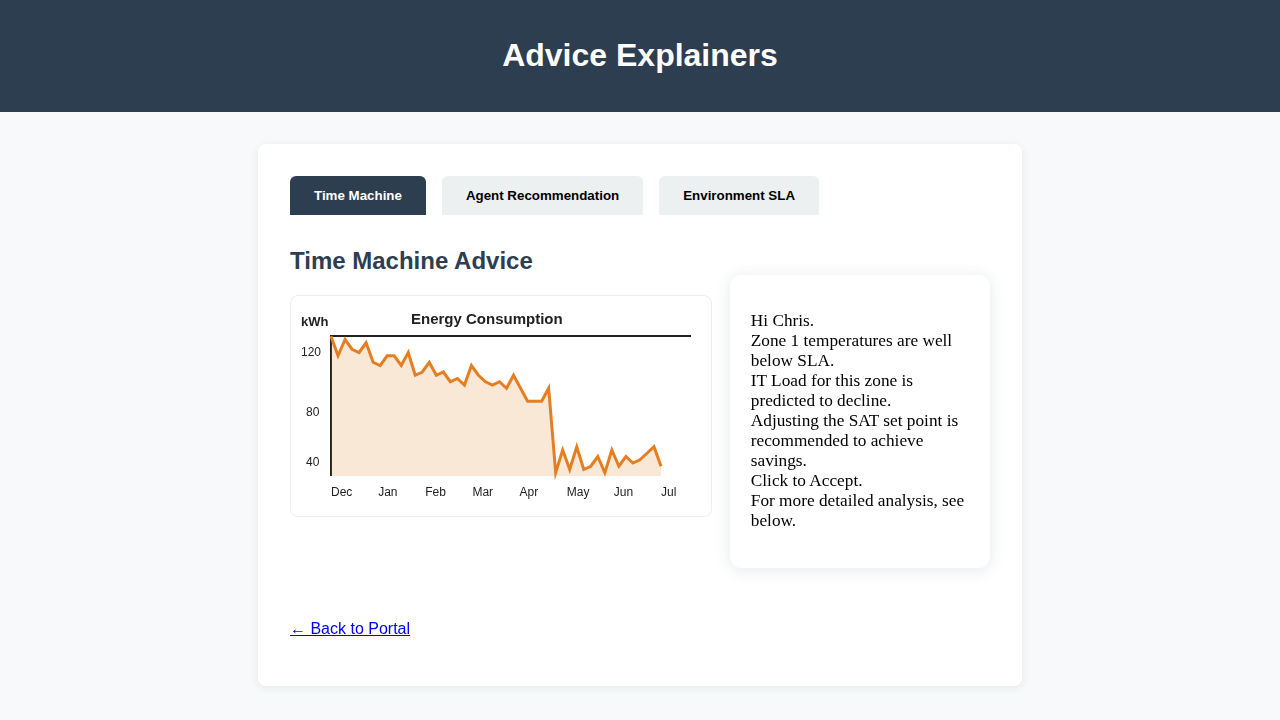 Advice Explainers
Time Machine
Agent Recommendation
Environment SLA
Time Machine Advice
kWh
Energy Consumption
120
80
40
Dec
Jan
Feb
Mar
Apr
May
Jun
Jul
Hi Chris.
Zone 1 temperatures are well
below SLA.
IT Load for this zone is
predicted to decline.
Adjusting the SAT set point is
recommended to achieve
savings.
Click to Accept.
For more detailed analysis, see
below.
← Back to Portal